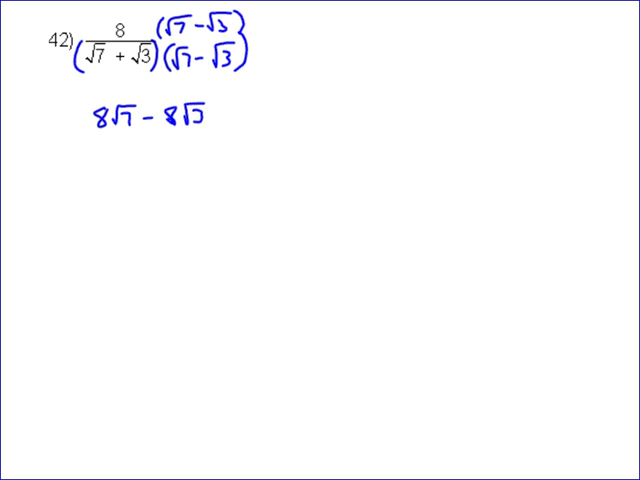 42) 8 (√7 − √3)
(√7 + √3) (√7 − √3)
8√7 − 8√3